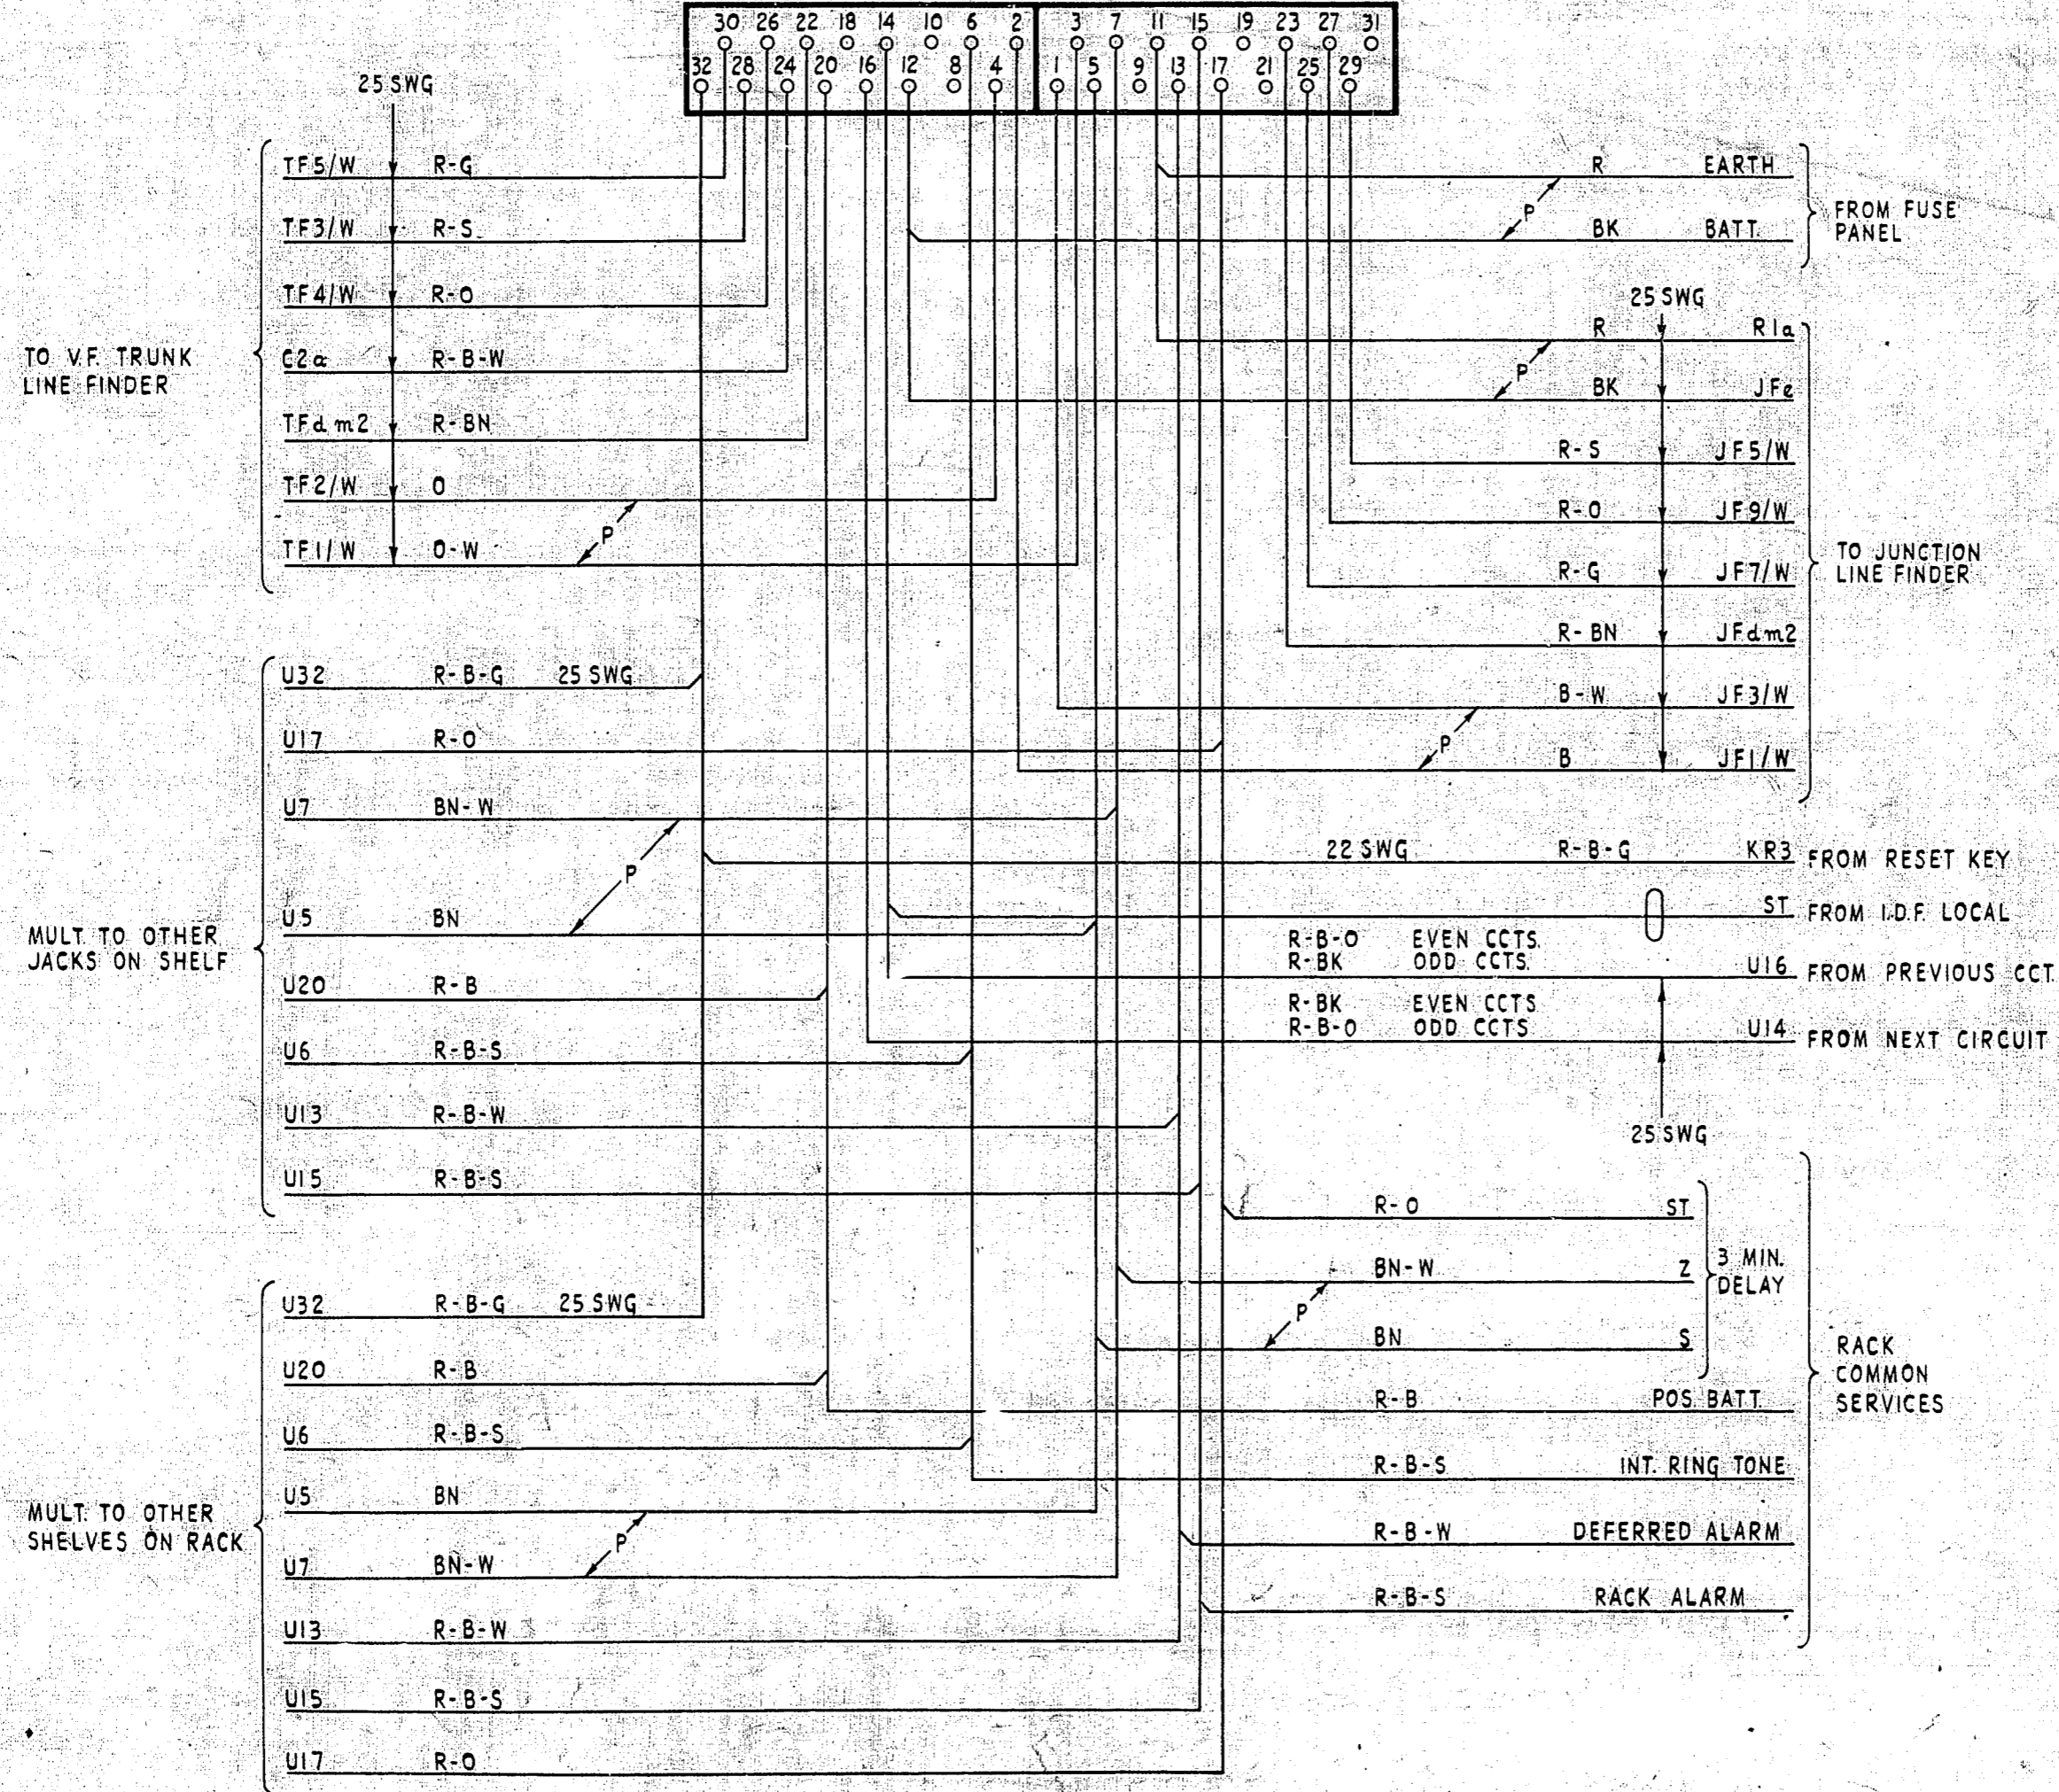 30 26 22 18 14 10 6 2 3 7 11 15 19 23 27 31
32 28 24 20 16 12 8 4 1 5 9 13 17 21 25 29
25 SWG
TO V.F. TRUNK
LINE FINDER
TF5/W R-G
TF3/W R-S
TF4/W R-O
C2a R-B-W
TFdm2 R-BN
TF2/W O
P
TF1/W O-W
MULT. TO OTHER
JACKS ON SHELF
U32 R-B-G 25 SWG
U17 R-O
U7 BN-W
P
U5 BN
U20 R-B
U6 R-B-S
U13 R-B-W
U15 R-B-S
MULT. TO OTHER
SHELVES ON RACK
U32 R-B-G 25 SWG
U20 R-B
U6 R-B-S
U5 BN
P
U7 BN-W
U13 R-B-W
U15 R-B-S
U17 R-O
R EARTH
P
BK BATT.
FROM FUSE
PANEL
25 SWG
R R1a
P
BK JFe
R-S JF5/W
R-O JF9/W
R-G JF7/W
R-BN JFdm2
B-W JF3/W
P
B JF1/W
TO JUNCTION
LINE FINDER
22 SWG R-B-G KR3 FROM RESET KEY
ST FROM I.D.F. LOCAL
R-B-O EVEN CCTS.
R-BK ODD CCTS.
U16 FROM PREVIOUS CCT.
R-BK EVEN CCTS
R-B-O ODD CCTS
U14 FROM NEXT CIRCUIT
25 SWG
R-O ST
BN-W Z
P
BN S
3 MIN.
DELAY
R-B POS. BATT.
R-B-S INT. RING TONE
R-B-W DEFERRED ALARM
R-B-S RACK ALARM
RACK
COMMON
SERVICES